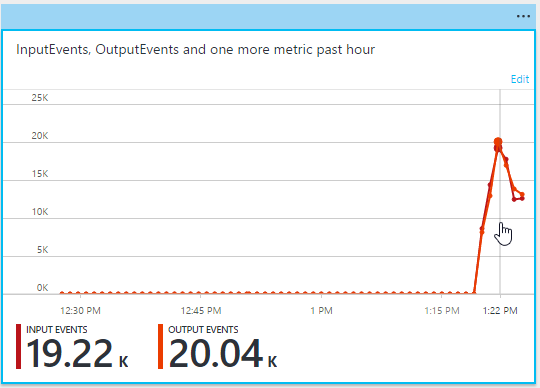 InputEvents, OutputEvents and one more metric past hour
Edit
25K
20K
15K
10K
5K
0K
12:30 PM 12:45 PM 1 PM 1:15 PM 1:22 PM
INPUT EVENTS OUTPUT EVENTS
19.22 K 20.04 K